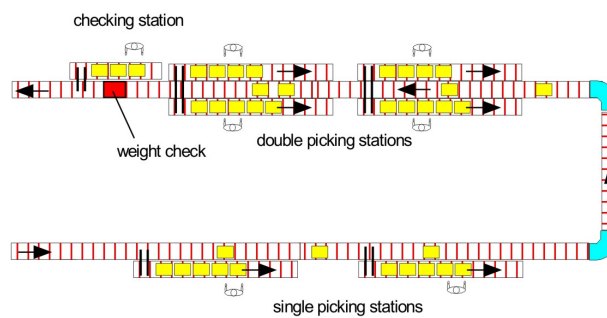 checking station
weight check
double picking stations
single picking stations